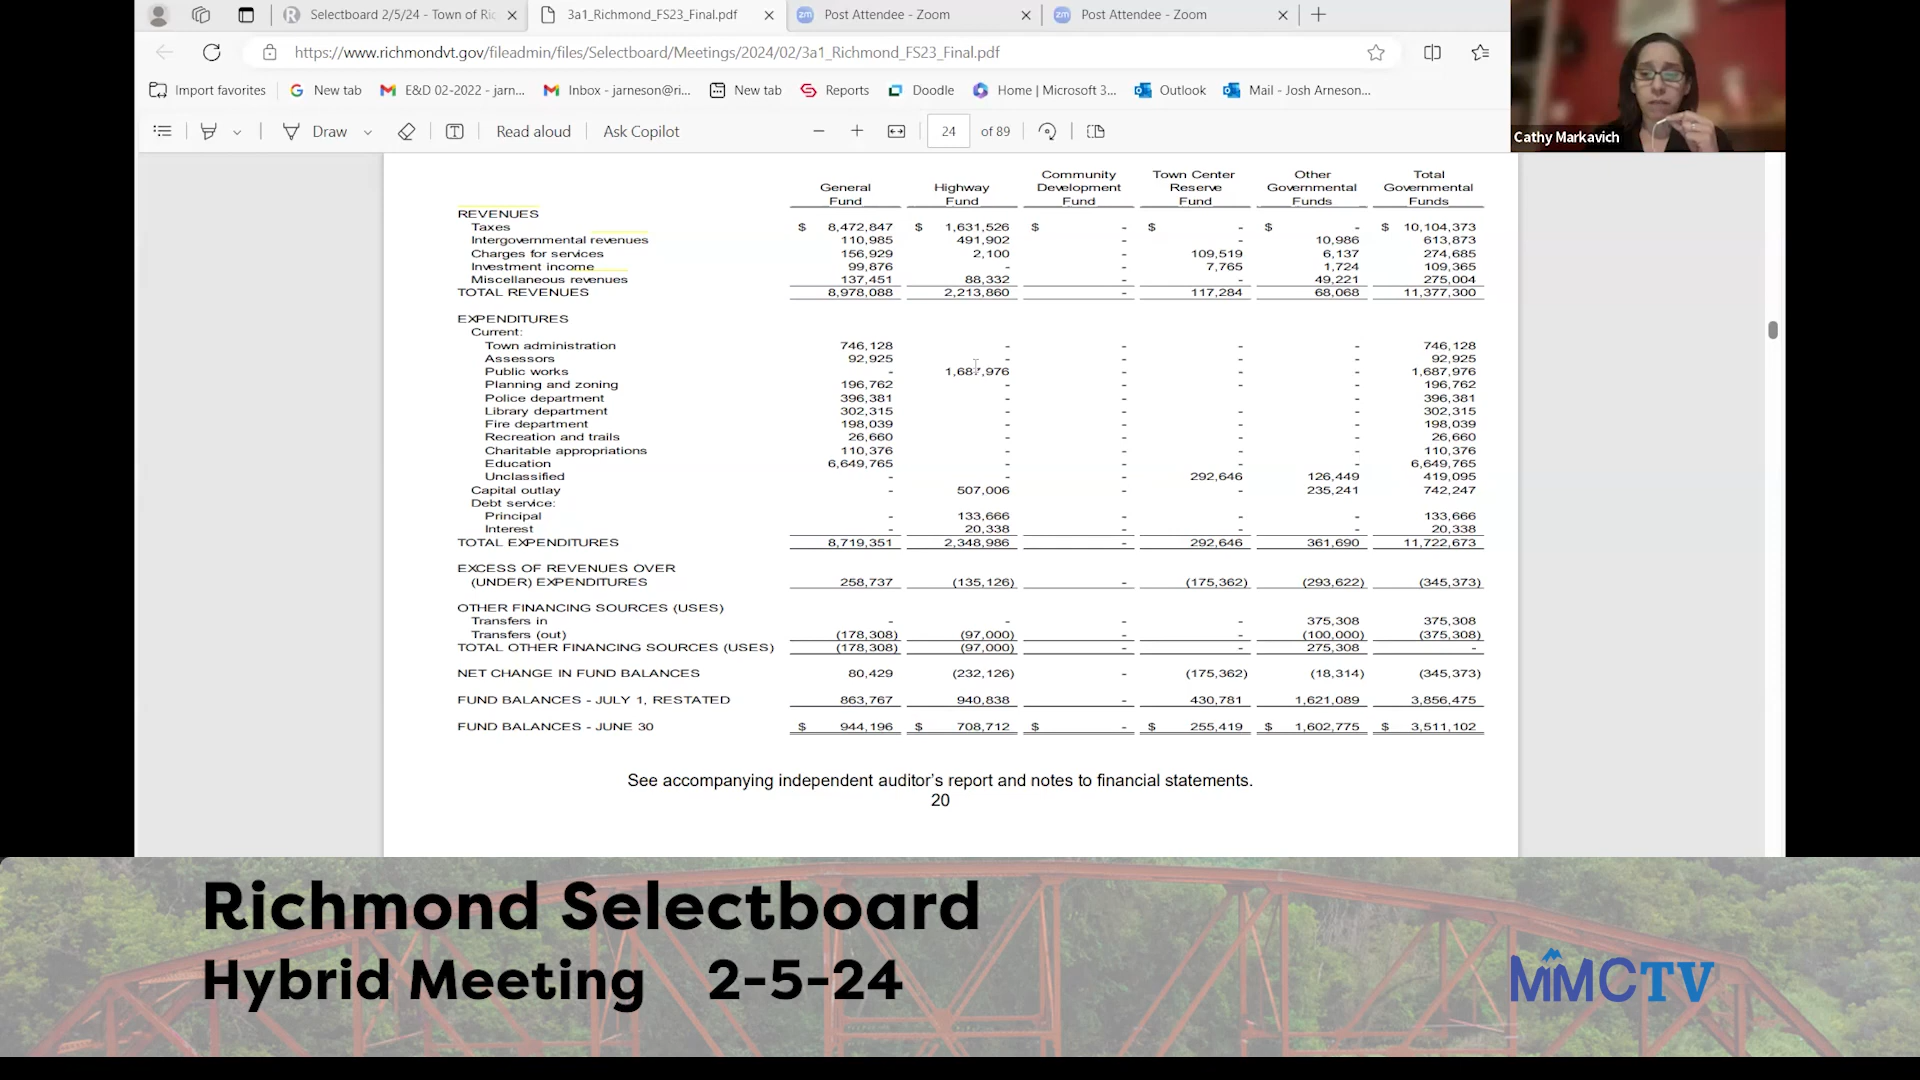 Selectboard 2/5/24 - Town of Ric
3a1_Richmond_FS23_Final.pdf
Post Attendee - Zoom
Post Attendee - Zoom
https://www.richmondvt.gov/fileadmin/files/Selectboard/Meetings/2024/02/3a1_Richmond_FS23_Final.pdf
Import favorites
New tab
E&D 02-2022 - jarn...
Inbox - jarneson@ri...
New tab
Reports
Doodle
Home | Microsoft 3...
Outlook
Mail - Josh Arneson...
Draw
Read aloud
Ask Copilot
24 of 89
Cathy Markavich
General Fund
Highway Fund
Community Development Fund
Town Center Reserve Fund
Other Governmental Funds
Total Governmental Funds
REVENUES
Taxes $ 8,472,847 $ 1,631,526 $ - $ - $ - $ 10,104,373
Intergovernmental revenues 110,985 491,902 - - 10,986 613,873
Charges for services 156,929 2,100 - 109,519 6,137 274,685
Investment income 99,876 - - 7,765 1,724 109,365
Miscellaneous revenues 137,451 88,332 - - 49,221 275,004
TOTAL REVENUES 8,978,088 2,213,860 - 117,284 68,068 11,377,300
EXPENDITURES
Current:
Town administration 746,128 - - - - 746,128
Assessors 92,925 - - - - 92,925
Public works - 1,687,976 - - - 1,687,976
Planning and zoning 196,762 - - - - 196,762
Police department 396,381 - - - - 396,381
Library department 302,315 - - - - 302,315
Fire department 198,039 - - - - 198,039
Recreation and trails 26,660 - - - - 26,660
Charitable appropriations 110,376 - - - - 110,376
Education 6,649,765 - - - - 6,649,765
Unclassified - - - 292,646 126,449 419,095
Capital outlay - 507,006 - - 235,241 742,247
Debt service:
Principal - 133,666 - - - 133,666
Interest - 20,338 - - - 20,338
TOTAL EXPENDITURES 8,719,351 2,348,986 - 292,646 361,690 11,722,673
EXCESS OF REVENUES OVER
(UNDER) EXPENDITURES 258,737 (135,126) - (175,362) (293,622) (345,373)
OTHER FINANCING SOURCES (USES)
Transfers in - - - - 375,308 375,308
Transfers (out) (178,308) (97,000) - - (100,000) (375,308)
TOTAL OTHER FINANCING SOURCES (USES) (178,308) (97,000) - - 275,308 -
NET CHANGE IN FUND BALANCES 80,429 (232,126) - (175,362) (18,314) (345,373)
FUND BALANCES - JULY 1, RESTATED 863,767 940,838 - 430,781 1,621,089 3,856,475
FUND BALANCES - JUNE 30 $ 944,196 $ 708,712 $ - $ 255,419 $ 1,602,775 $ 3,511,102
See accompanying independent auditor's report and notes to financial statements.
20
Richmond Selectboard
Hybrid Meeting 2-5-24
MMCTV